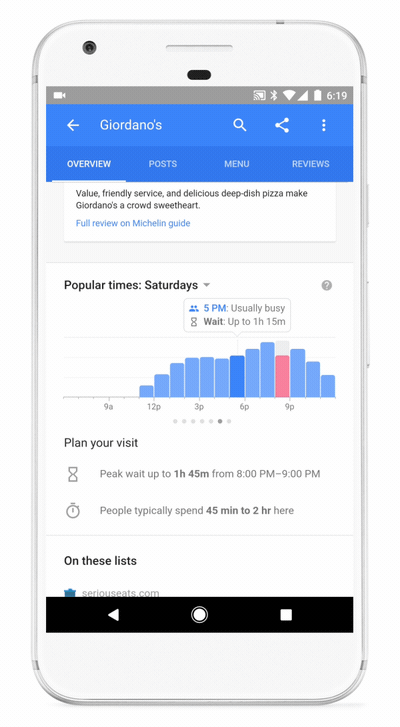 6:19
Giordano's
OVERVIEW POSTS MENU REVIEWS
Value, friendly service, and delicious deep-dish pizza make
Giordano's a crowd sweetheart.
Full review on Michelin guide
Popular times: Saturdays
?
5 PM: Usually busy
Wait: Up to 1h 15m
9a 12p 3p 6p 9p
Plan your visit
Peak wait up to 1h 45m from 8:00 PM–9:00 PM
People typically spend 45 min to 2 hr here
On these lists
seriouseats.com